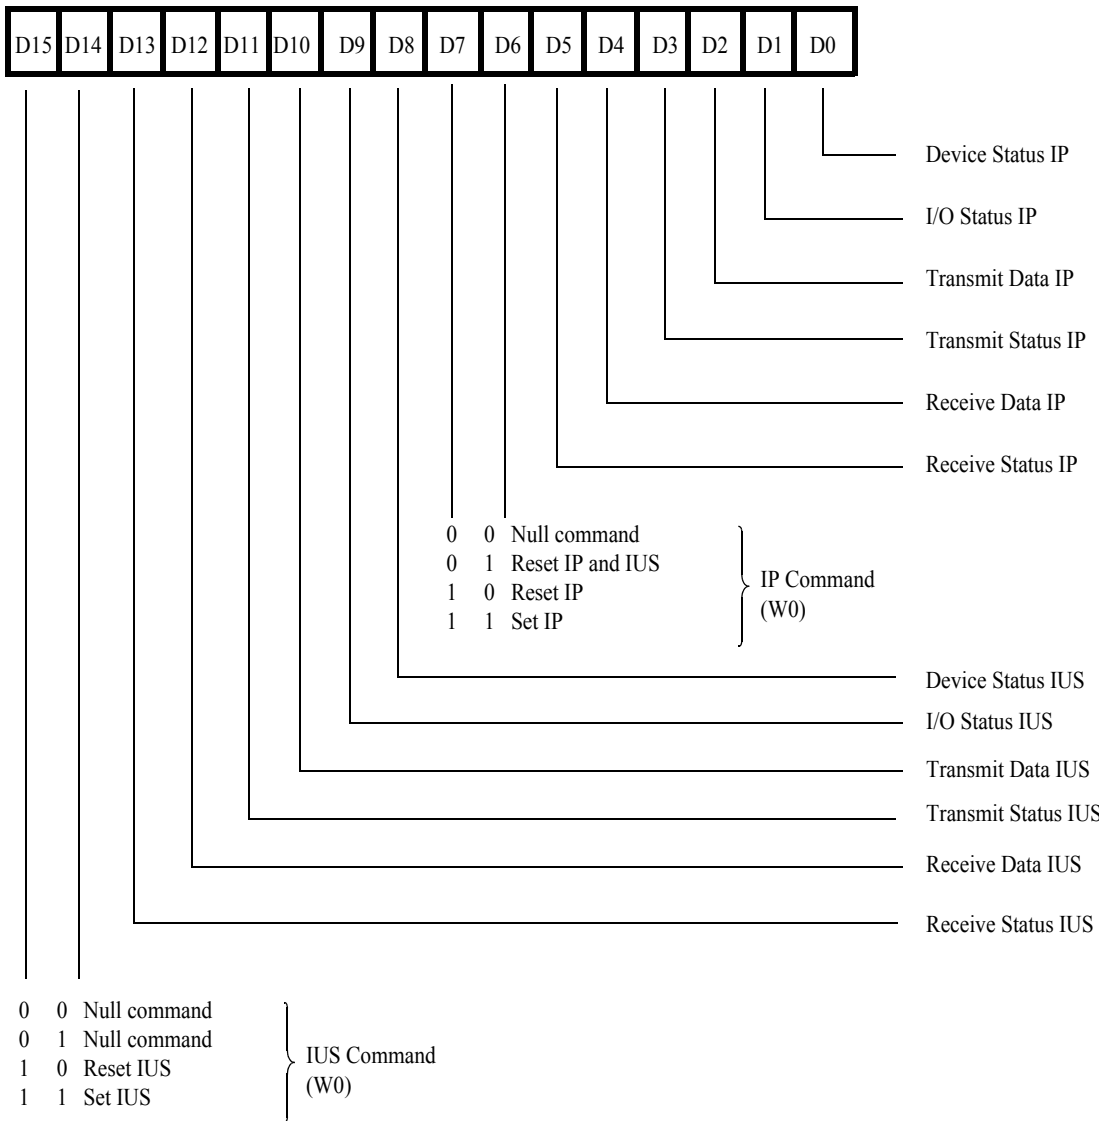 D15 D14 D13 D12 D11 D10 D9 D8 D7 D6 D5 D4 D3 D2 D1 D0
Device Status IP
I/O Status IP
Transmit Data IP
Transmit Status IP
Receive Data IP
Receive Status IP
0 0 Null command
0 1 Reset IP and IUS
1 0 Reset IP
1 1 Set IP
IP Command
(W0)
Device Status IUS
I/O Status IUS
Transmit Data IUS
Transmit Status IUS
Receive Data IUS
Receive Status IUS
0 0 Null command
0 1 Null command
1 0 Reset IUS
1 1 Set IUS
IUS Command
(W0)